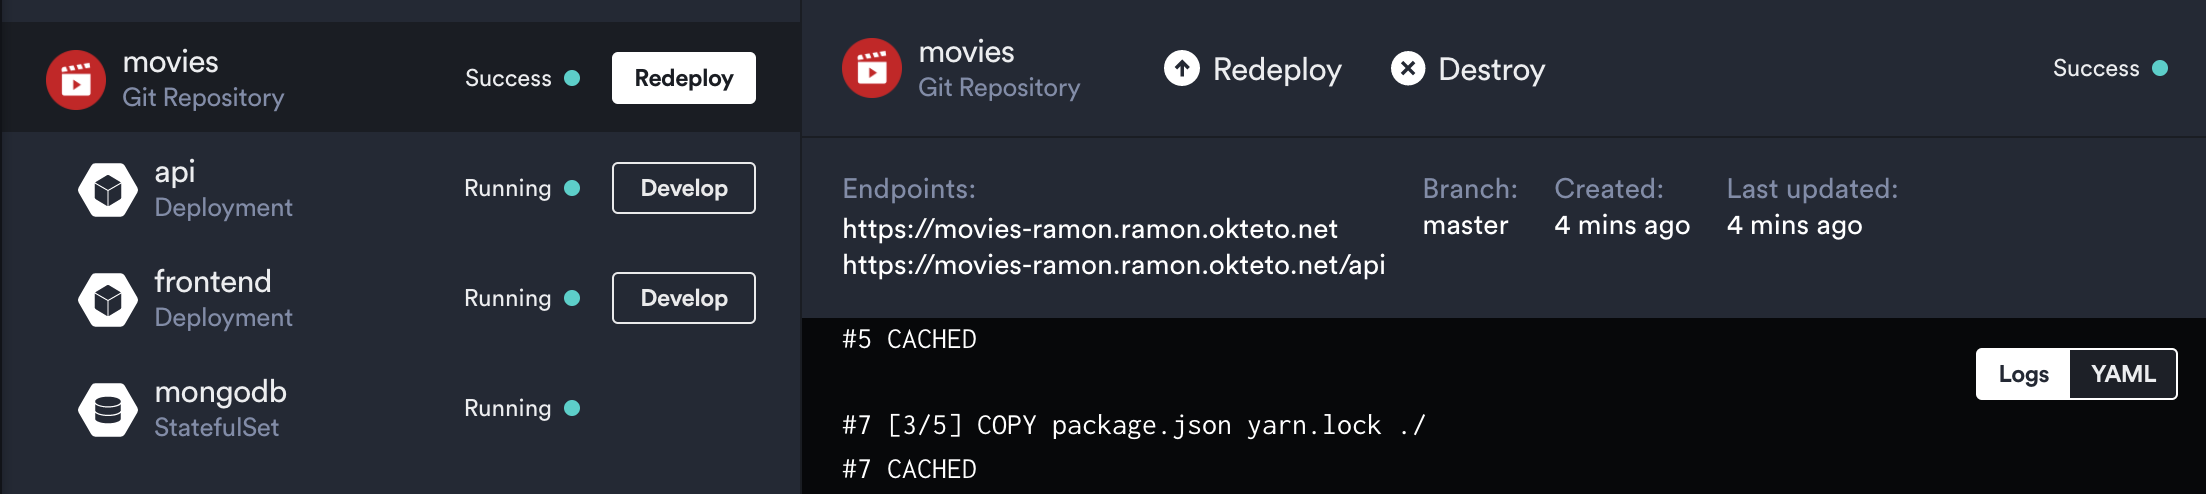 movies
Git Repository
Success
Redeploy
api
Deployment
Running
Develop
frontend
Deployment
Running
Develop
mongodb
StatefulSet
Running
movies
Git Repository
Redeploy
Destroy
Success
Endpoints:
https://movies-ramon.ramon.okteto.net
https://movies-ramon.ramon.okteto.net/api
Branch:
master
Created:
4 mins ago
Last updated:
4 mins ago
#5 CACHED
Logs
YAML
#7 [3/5] COPY package.json yarn.lock ./
#7 CACHED